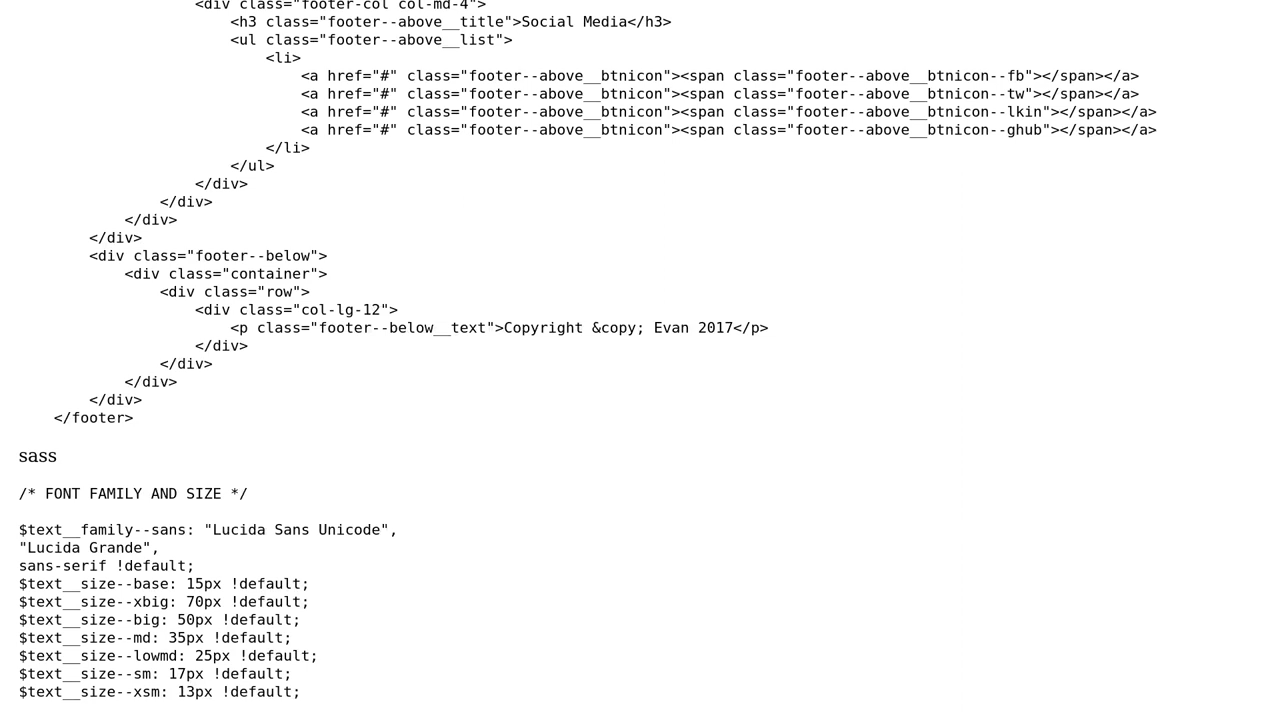 <div class="footer-col col-md-4">
<h3 class="footer--above__title">Social Media</h3>
<ul class="footer--above__list">
<li>
<a href="#" class="footer--above__btnicon"><span class="footer--above__btnicon--fb"></span></a>
<a href="#" class="footer--above__btnicon"><span class="footer--above__btnicon--tw"></span></a>
<a href="#" class="footer--above__btnicon"><span class="footer--above__btnicon--lkin"></span></a>
<a href="#" class="footer--above__btnicon"><span class="footer--above__btnicon--ghub"></span></a>
</li>
</ul>
</div>
</div>
</div>
</div>
<div class="footer--below">
<div class="container">
<div class="row">
<div class="col-lg-12">
<p class="footer--below__text">Copyright &copy; Evan 2017</p>
</div>
</div>
</div>
</div>
</footer>
sass
/* FONT FAMILY AND SIZE */
$text__family--sans: "Lucida Sans Unicode",
"Lucida Grande",
sans-serif !default;
$text__size--base: 15px !default;
$text__size--xbig: 70px !default;
$text__size--big: 50px !default;
$text__size--md: 35px !default;
$text__size--lowmd: 25px !default;
$text__size--sm: 17px !default;
$text__size--xsm: 13px !default;